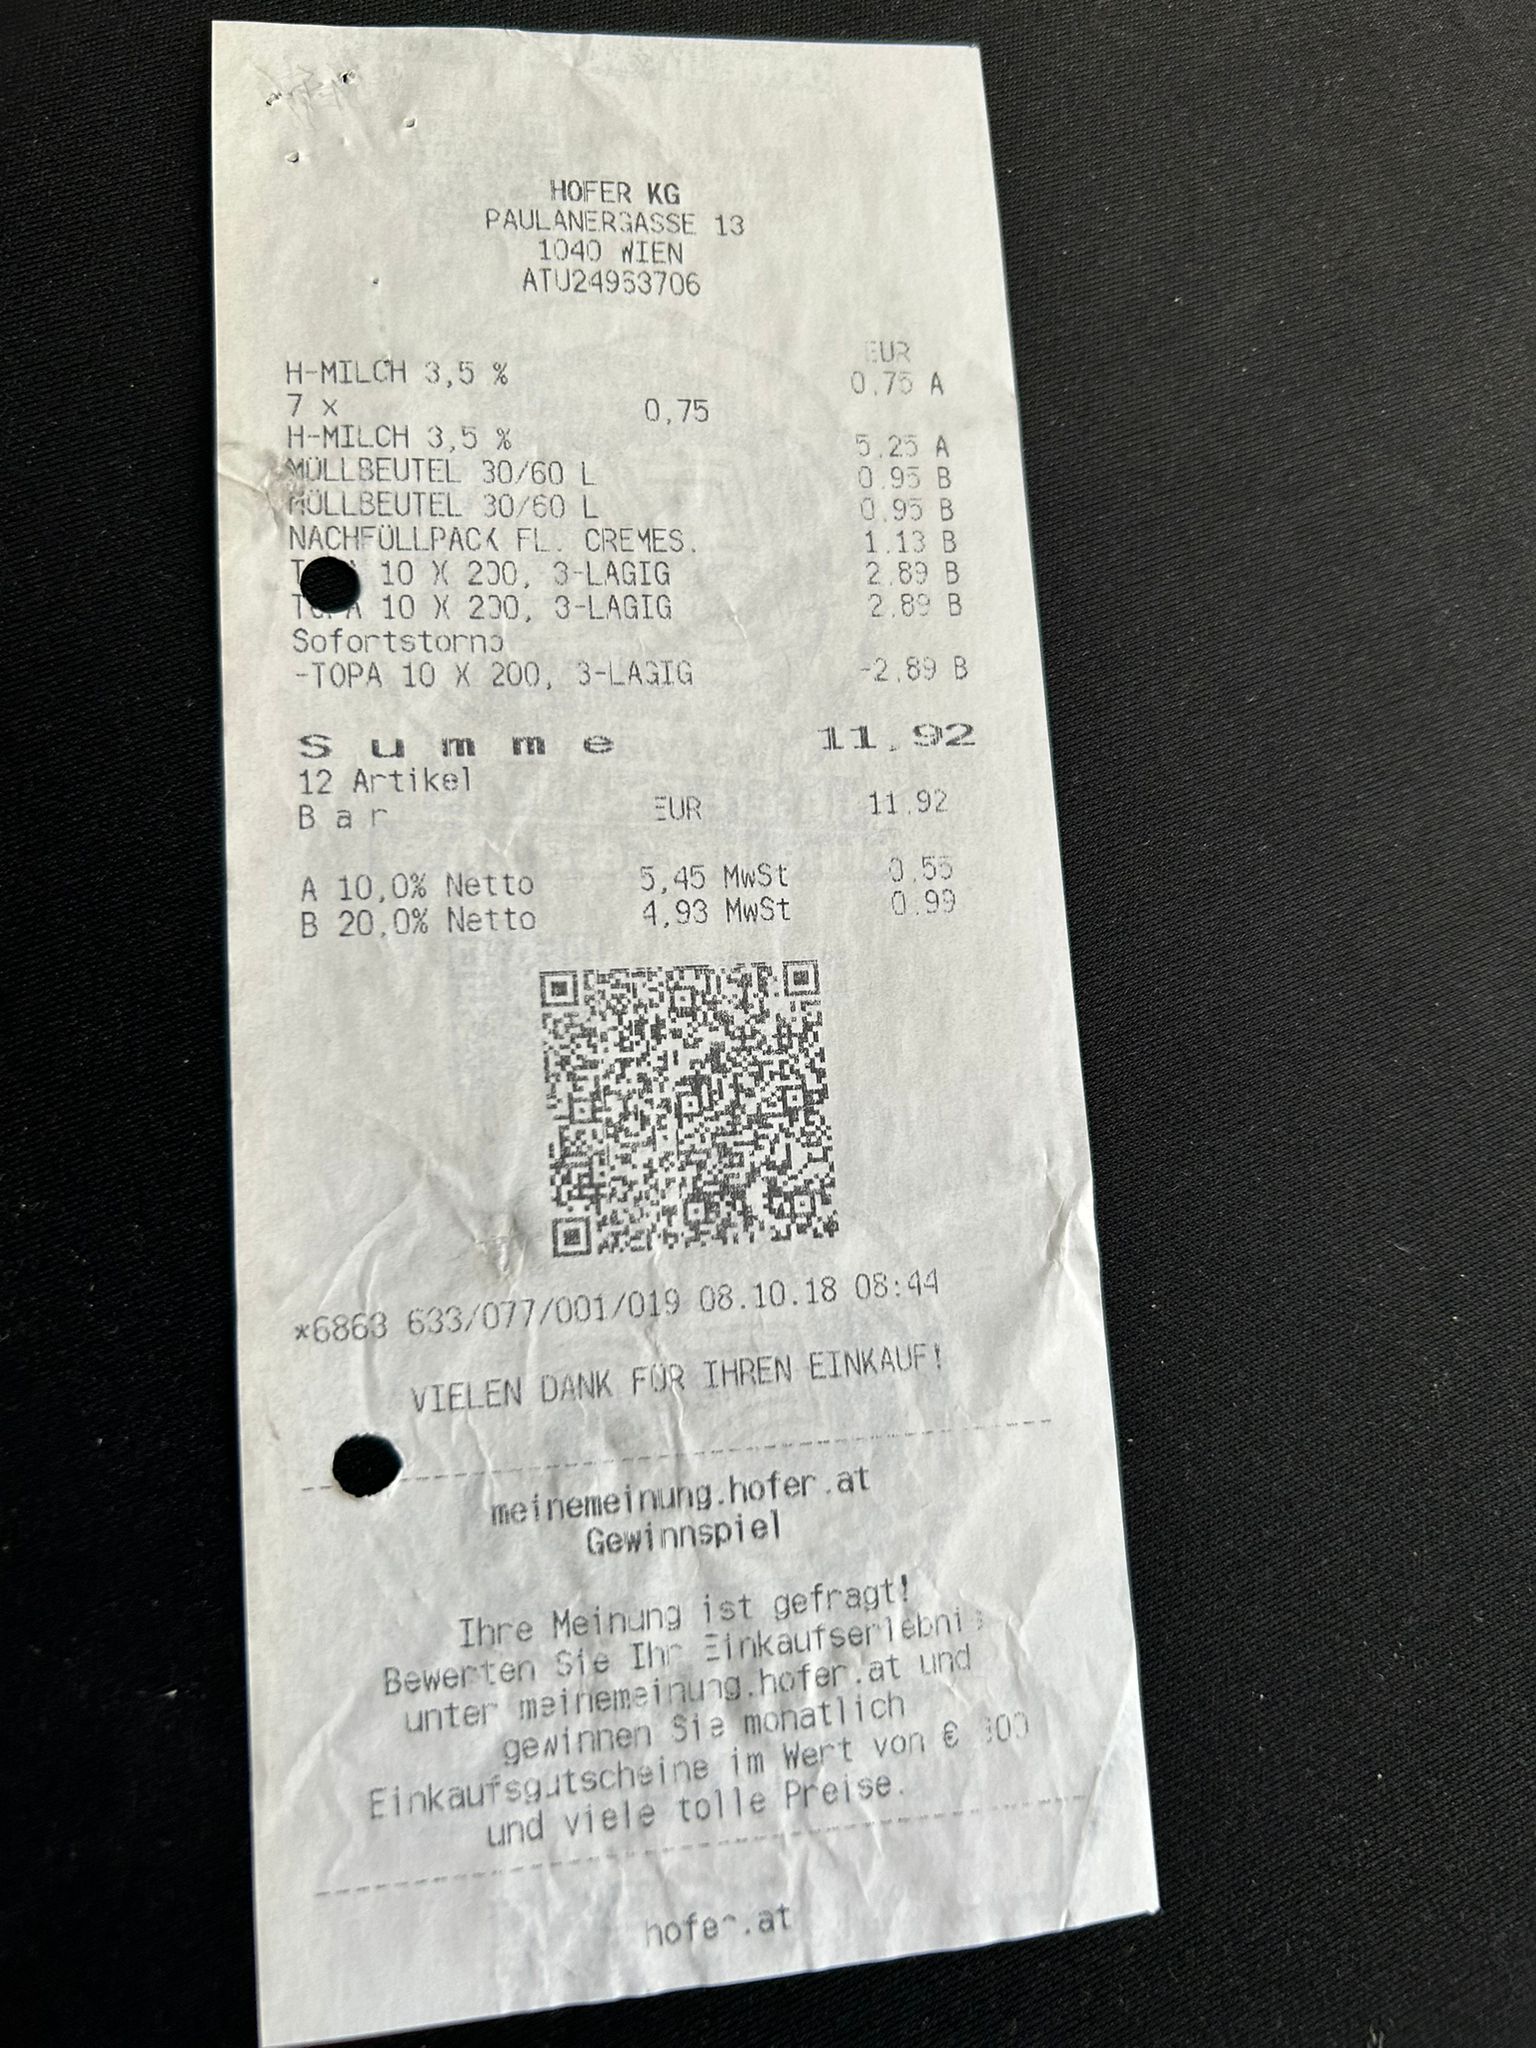 HOFER KG
PAULANERGASSE 13
1040 WIEN
ATU24953706
EUR
H-MILCH 3,5 % 0.75 A
7 x 0,75
H-MILCH 3,5 % 5.25 A
MÜLLBEUTEL 30/60 L 0.95 B
MÜLLBEUTEL 30/60 L 0.95 B
NACHFÜLLPACK FL. CREMES. 1.13 B
10 X 200, 3-LAGIG 2.89 B
TOPA 10 X 200, 3-LAGIG 2.89 B
Sofortstorno
-TOPA 10 X 200, 3-LAGIG -2.89 B
Summe 11.92
12 Artikel
Bar EUR 11.92
A 10,0% Netto 5,45 MwSt 0.55
B 20,0% Netto 4,93 MwSt 0.99
*6863 633/077/001/019 08.10.18 08:44
VIELEN DANK FÜR IHREN EINKAUF!
meinemeinung.hofer.at
Gewinnspiel
Ihre Meinung ist gefragt!
Bewerten Sie Ihr Einkaufserlebnis
unter meinemeinung.hofer.at und
gewinnen Sie monatlich
Einkaufsgutscheine im Wert von €
und viele tolle Preise.
hofer.at